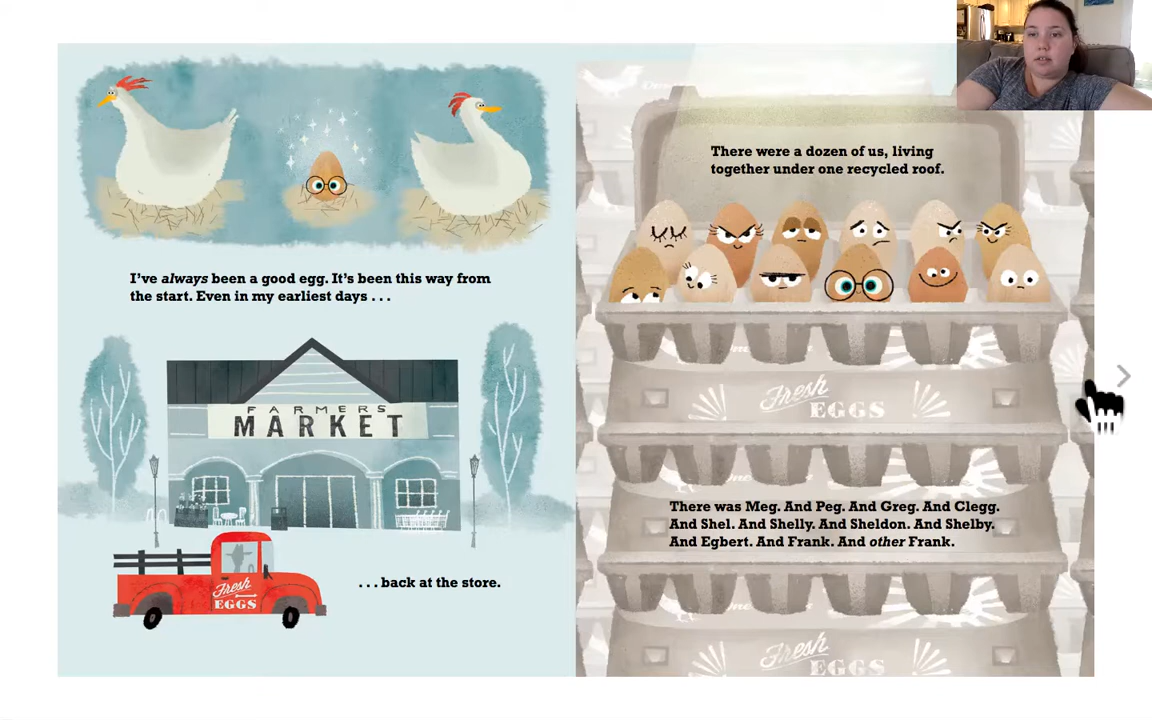 I've always been a good egg. It's been this way from
the start. Even in my earliest days . . .
FARMERS
MARKET
Fresh
EGGS
. . . back at the store.
There were a dozen of us, living
together under one recycled roof.
Fresh
EGGS
There was Meg. And Peg. And Greg. And Clegg.
And Shel. And Shelly. And Sheldon. And Shelby.
And Egbert. And Frank. And other Frank.
Fresh
EGGS